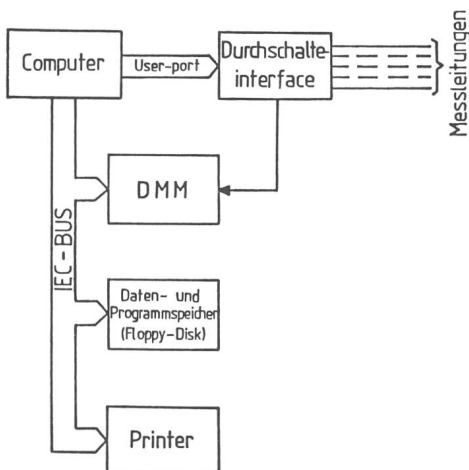 Computer
User-port
Durchschalte-
interface
Messleitungen
DMM
IEC-BUS
Daten- und
Programmspeicher
(Floppy-Disk)
Printer